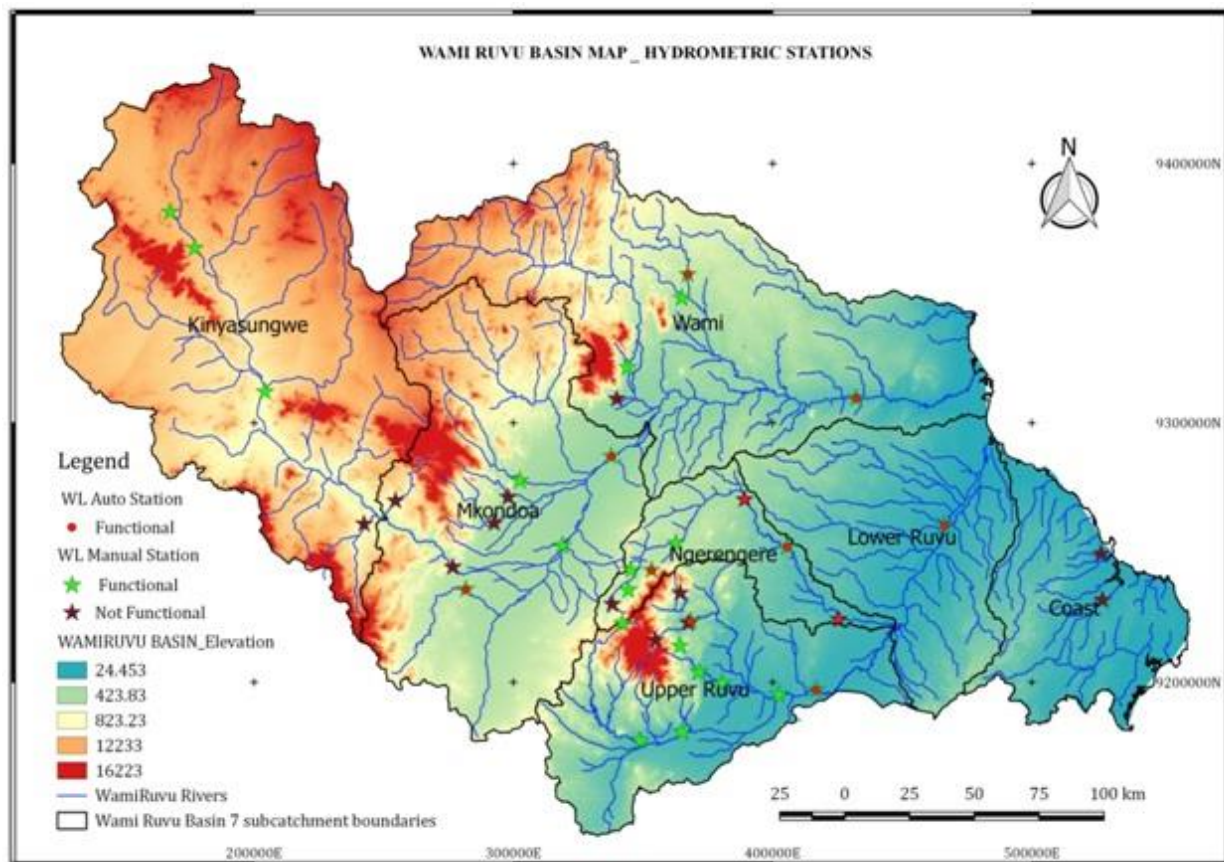 WAMI RUVU BASIN MAP _ HYDROMETRIC STATIONS
N
9400000N
Wami
Kinyasungwe
9300000N
Legend
WL Auto Station
Functional
WL Manual Station
Functional
Not Functional
WAMIRUVU BASIN_Elevation
24.453
423.83
823.23
12233
16223
WamiRuvu Rivers
Wami Ruvu Basin 7 subcatchment boundaries
Mkondoa
Ngerengere
Lower Ruvu
Coast
Upper Ruvu
9200000N
25 0 25 50 75 100 km
200000E 300000E 400000E 500000E